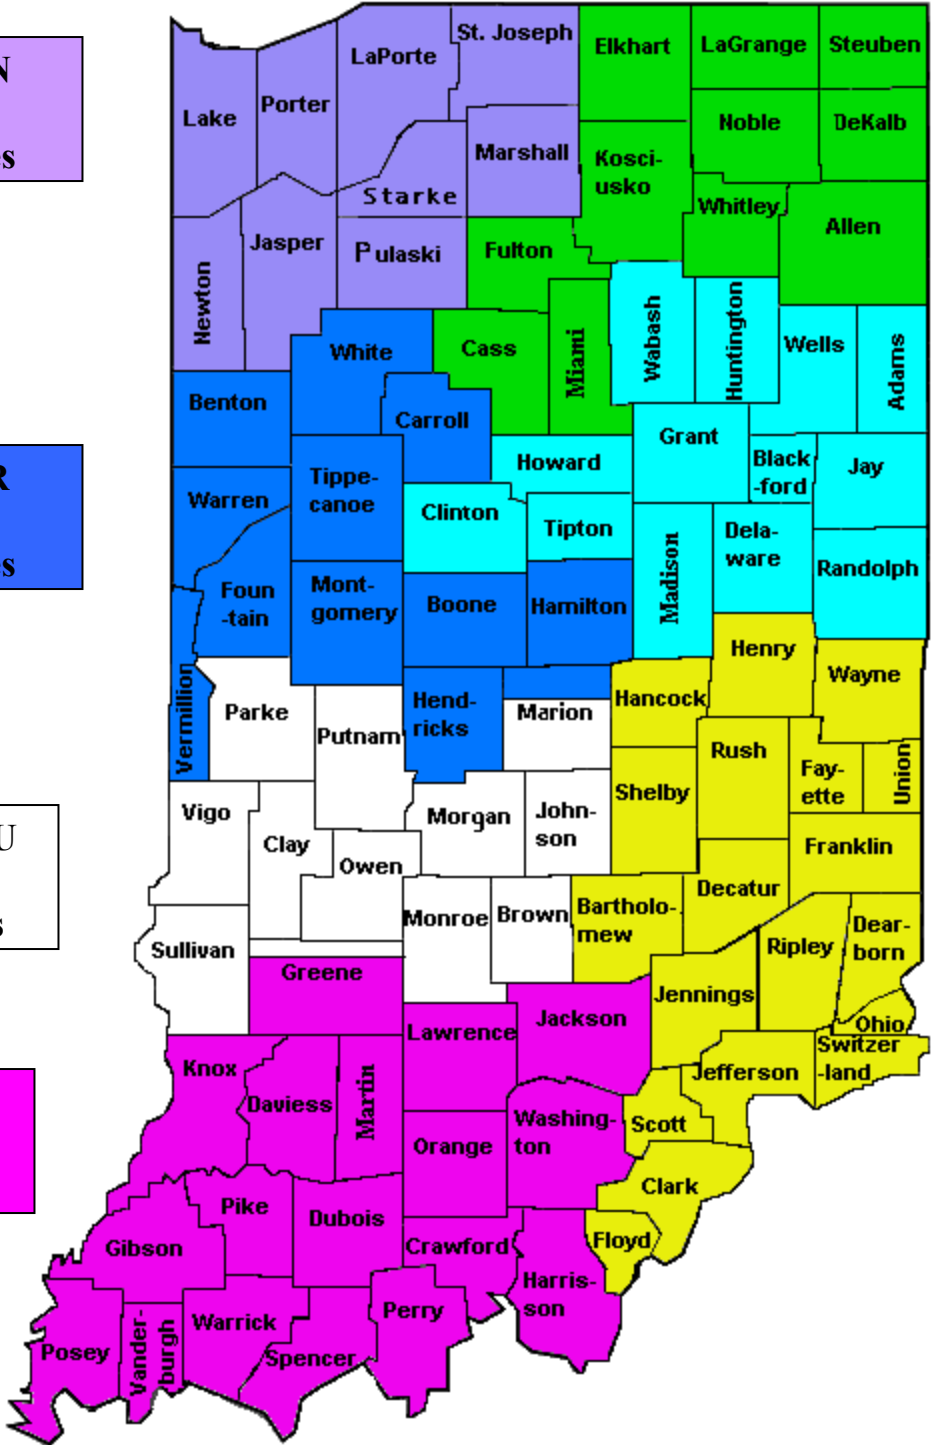 St. Joseph
LaPorte
Elkhart
LaGrange
Steuben
N
Lake
Porter
Noble
DeKalb
s
Marshall
Kosci-
usko
Starke
Whitley
Allen
Newton
Jasper
Pulaski
Fulton
White
Cass
Miami
Wabash
Huntington
Wells
Adams
Benton
Carroll
Grant
Howard
Black
-ford
Jay
R
Warren
Tippe-
canoe
Clinton
Tipton
Madison
Dela-
ware
Randolph
s
Foun
-tain
Mont-
gomery
Boone
Hamilton
Henry
Wayne
Vermillion
Parke
Putnam
Hend-
ricks
Marion
Hancock
Rush
Fay-
ette
Union
Shelby
U
Vigo
Clay
Owen
Morgan
John-
son
Franklin
Decatur
s
Sullivan
Monroe
Brown
Bartholo-
mew
Ripley
Dear-
born
Greene
Jennings
Ohio
Lawrence
Jackson
Switzer
-land
Jefferson
Knox
Daviess
Martin
Orange
Washing-
ton
Scott
Clark
Pike
Dubois
Gibson
Crawford
Floyd
Harris-
son
Posey
Vander-
burgh
Warrick
Spencer
Perry